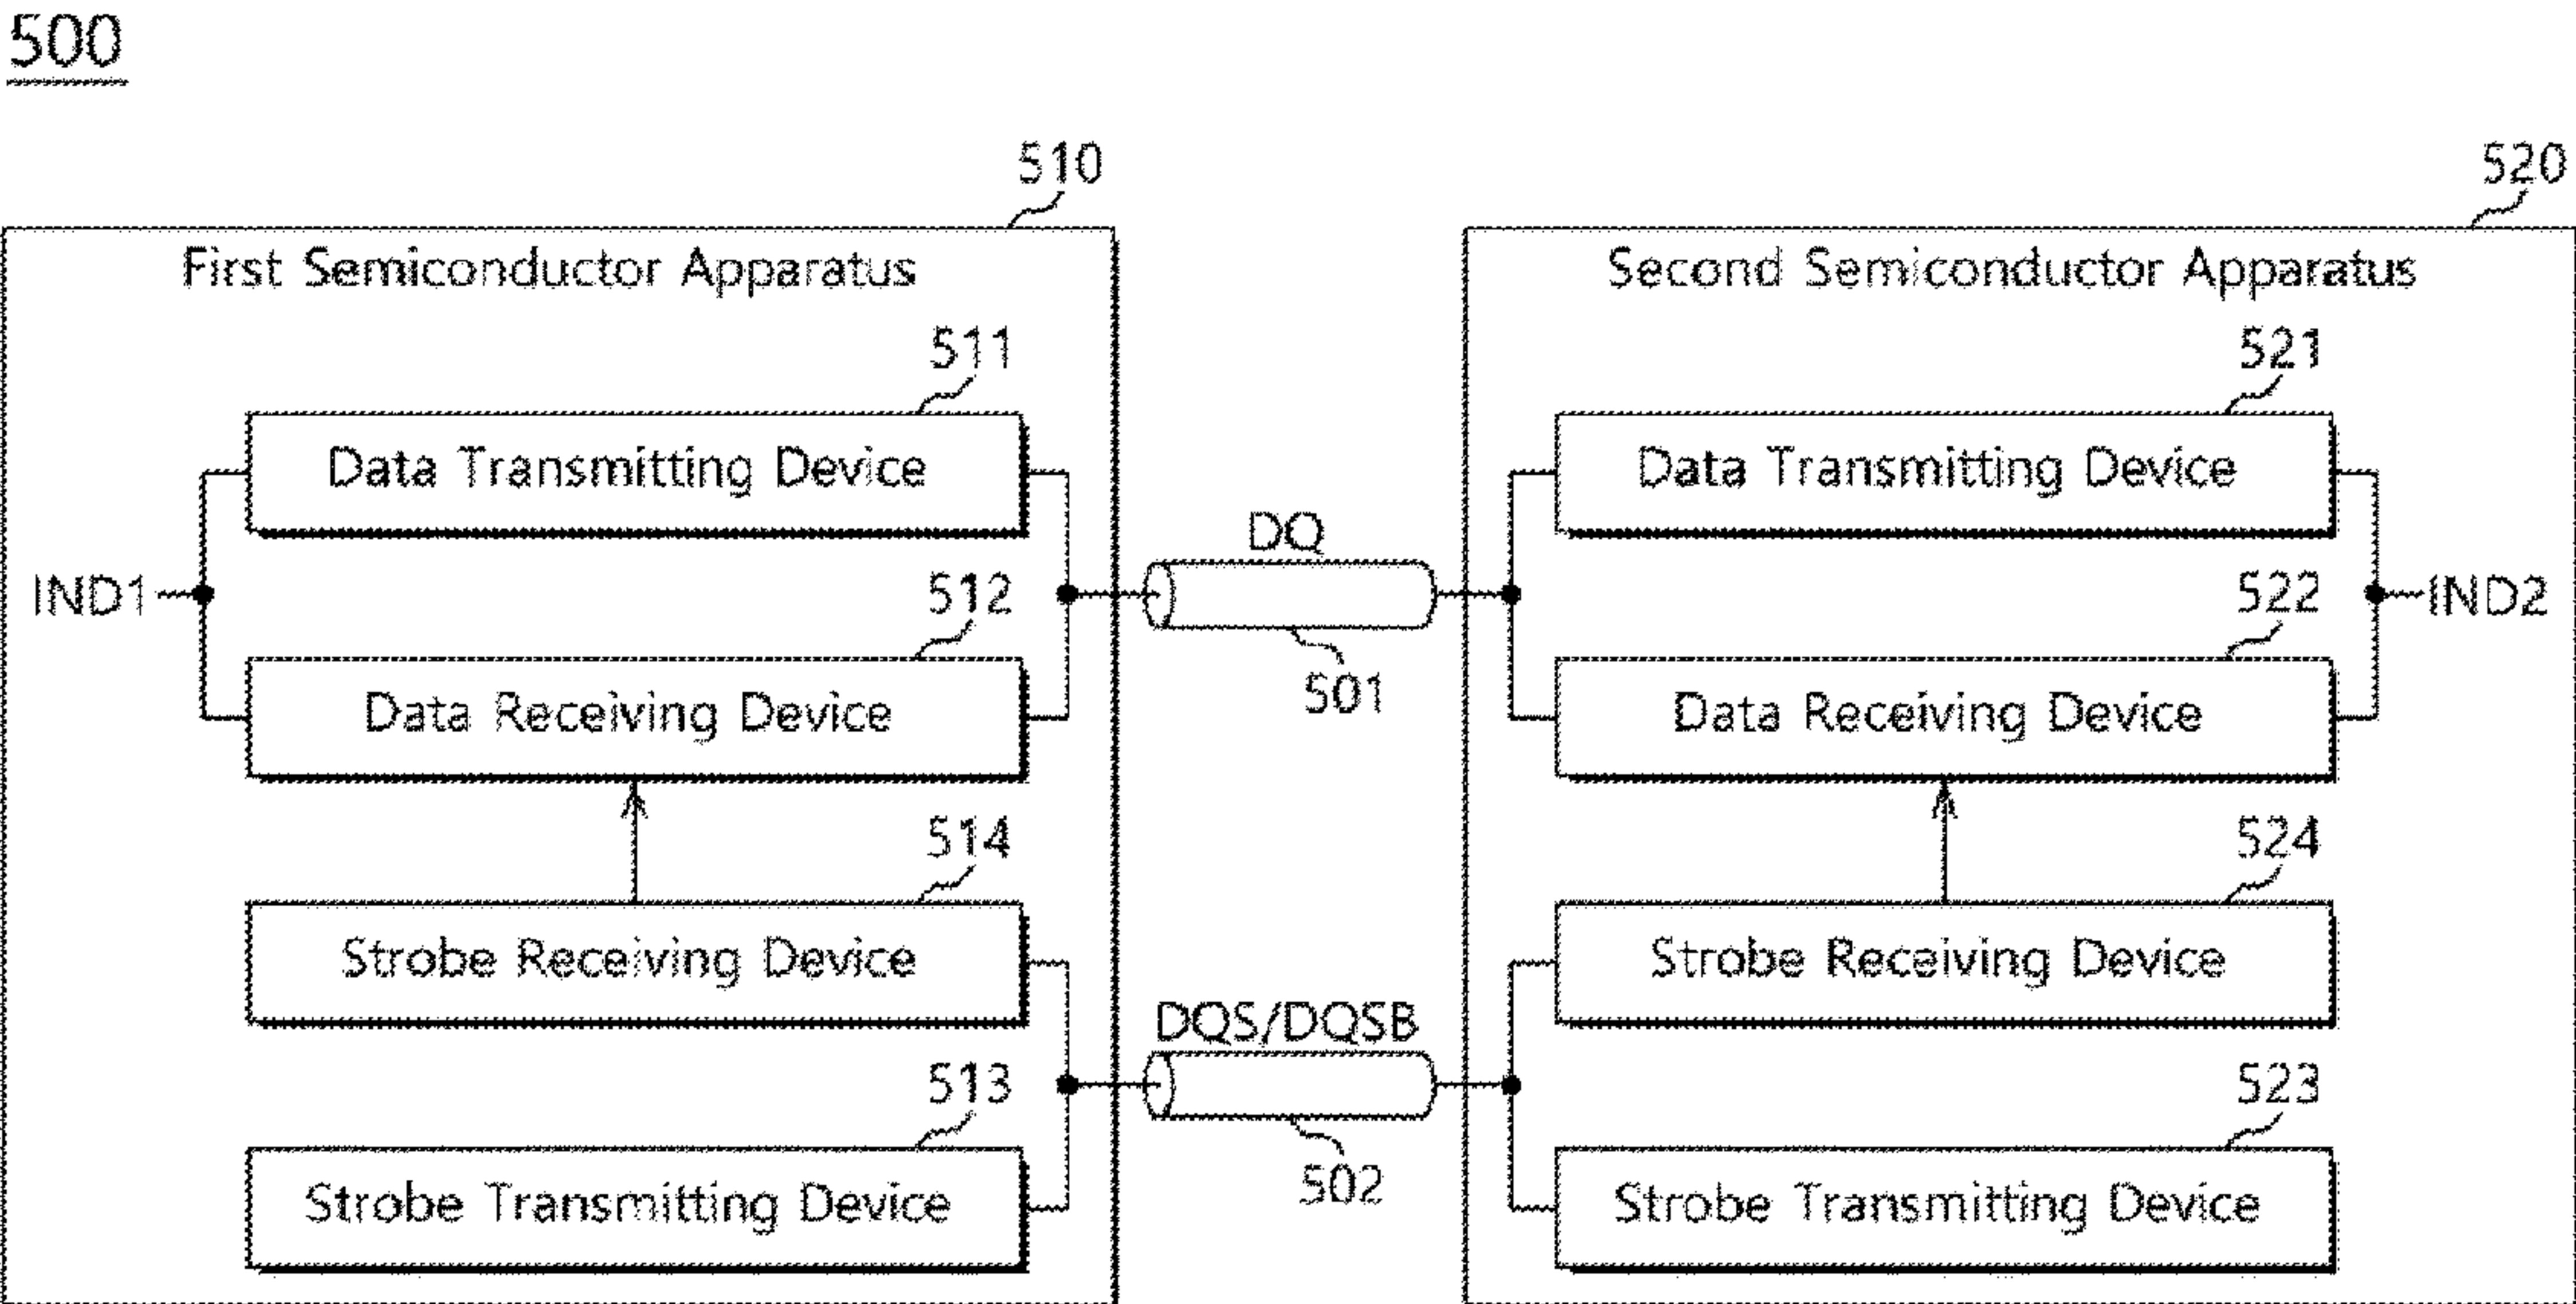 500
510
520
First Semiconductor Apparatus
Second Semiconductor Apparatus
511
521
Data Transmitting Device
Data Transmitting Device
DQ
IND1
512
522
IND2
501
Data Receiving Device
Data Receiving Device
514
524
Strobe Receiving Device
Strobe Receiving Device
DQS/DQSB
513
523
502
Strobe Transmitting Device
Strobe Transmitting Device